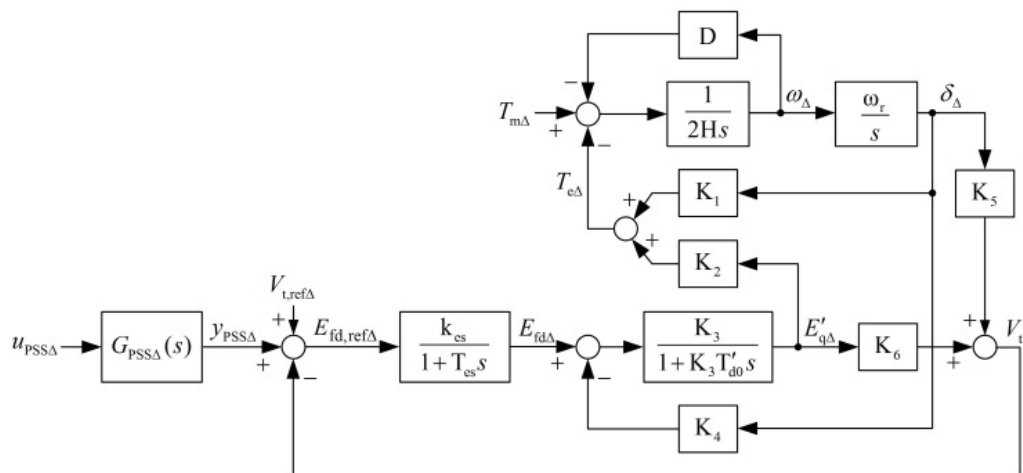 D
−
T_mΔ
+
−
1
2Hs
ω_Δ
ω_r
s
δ_Δ
T_eΔ
+
K_1
K_5
+
K_2
V_t,refΔ
+
u_PSSΔ
G_PSSΔ(s)
y_PSSΔ
+
−
E_fd,refΔ
k_es
1 + T_es s
E_fdΔ
+
−
K_3
1 + K_3 T′_d0 s
E′_qΔ
K_6
+
+
V_t
K_4